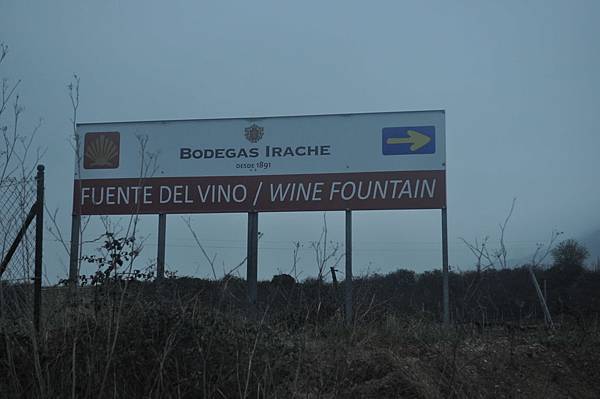 BODEGAS IRACHE
DESDE 1891
FUENTE DEL VINO / WINE FOUNTAIN